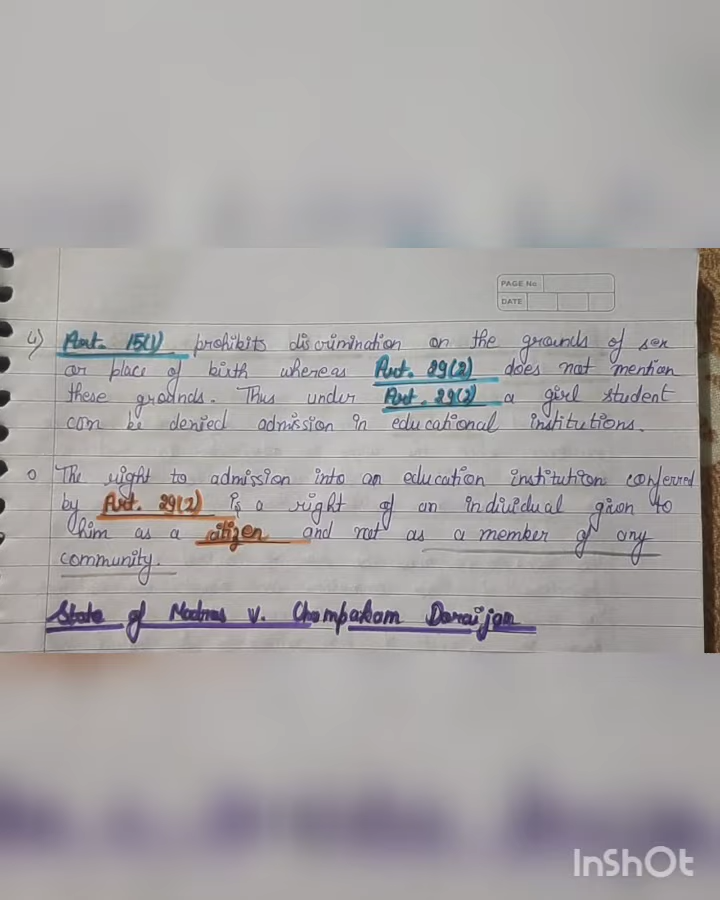 PAGE No
DATE
4) Art. 15(1) prohibits discrimination on the grounds of sex
or place of birth whereas Art. 29(2) does not mention
these grounds. Thus under Art. 29(2) a girl student
can be denied admission in educational institutions.
The right to admission into an education institution conferred
by Art. 29(2) is a right of an individual given to
him as a citizen and not as a member of any
community.
State of Madras v. Champakam Doraijan
InShOt